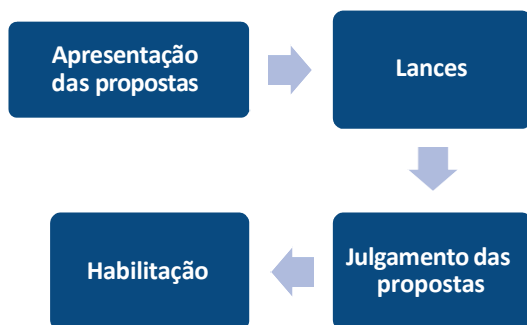 Apresentação
das propostas
Lances
Julgamento das
propostas
Habilitação